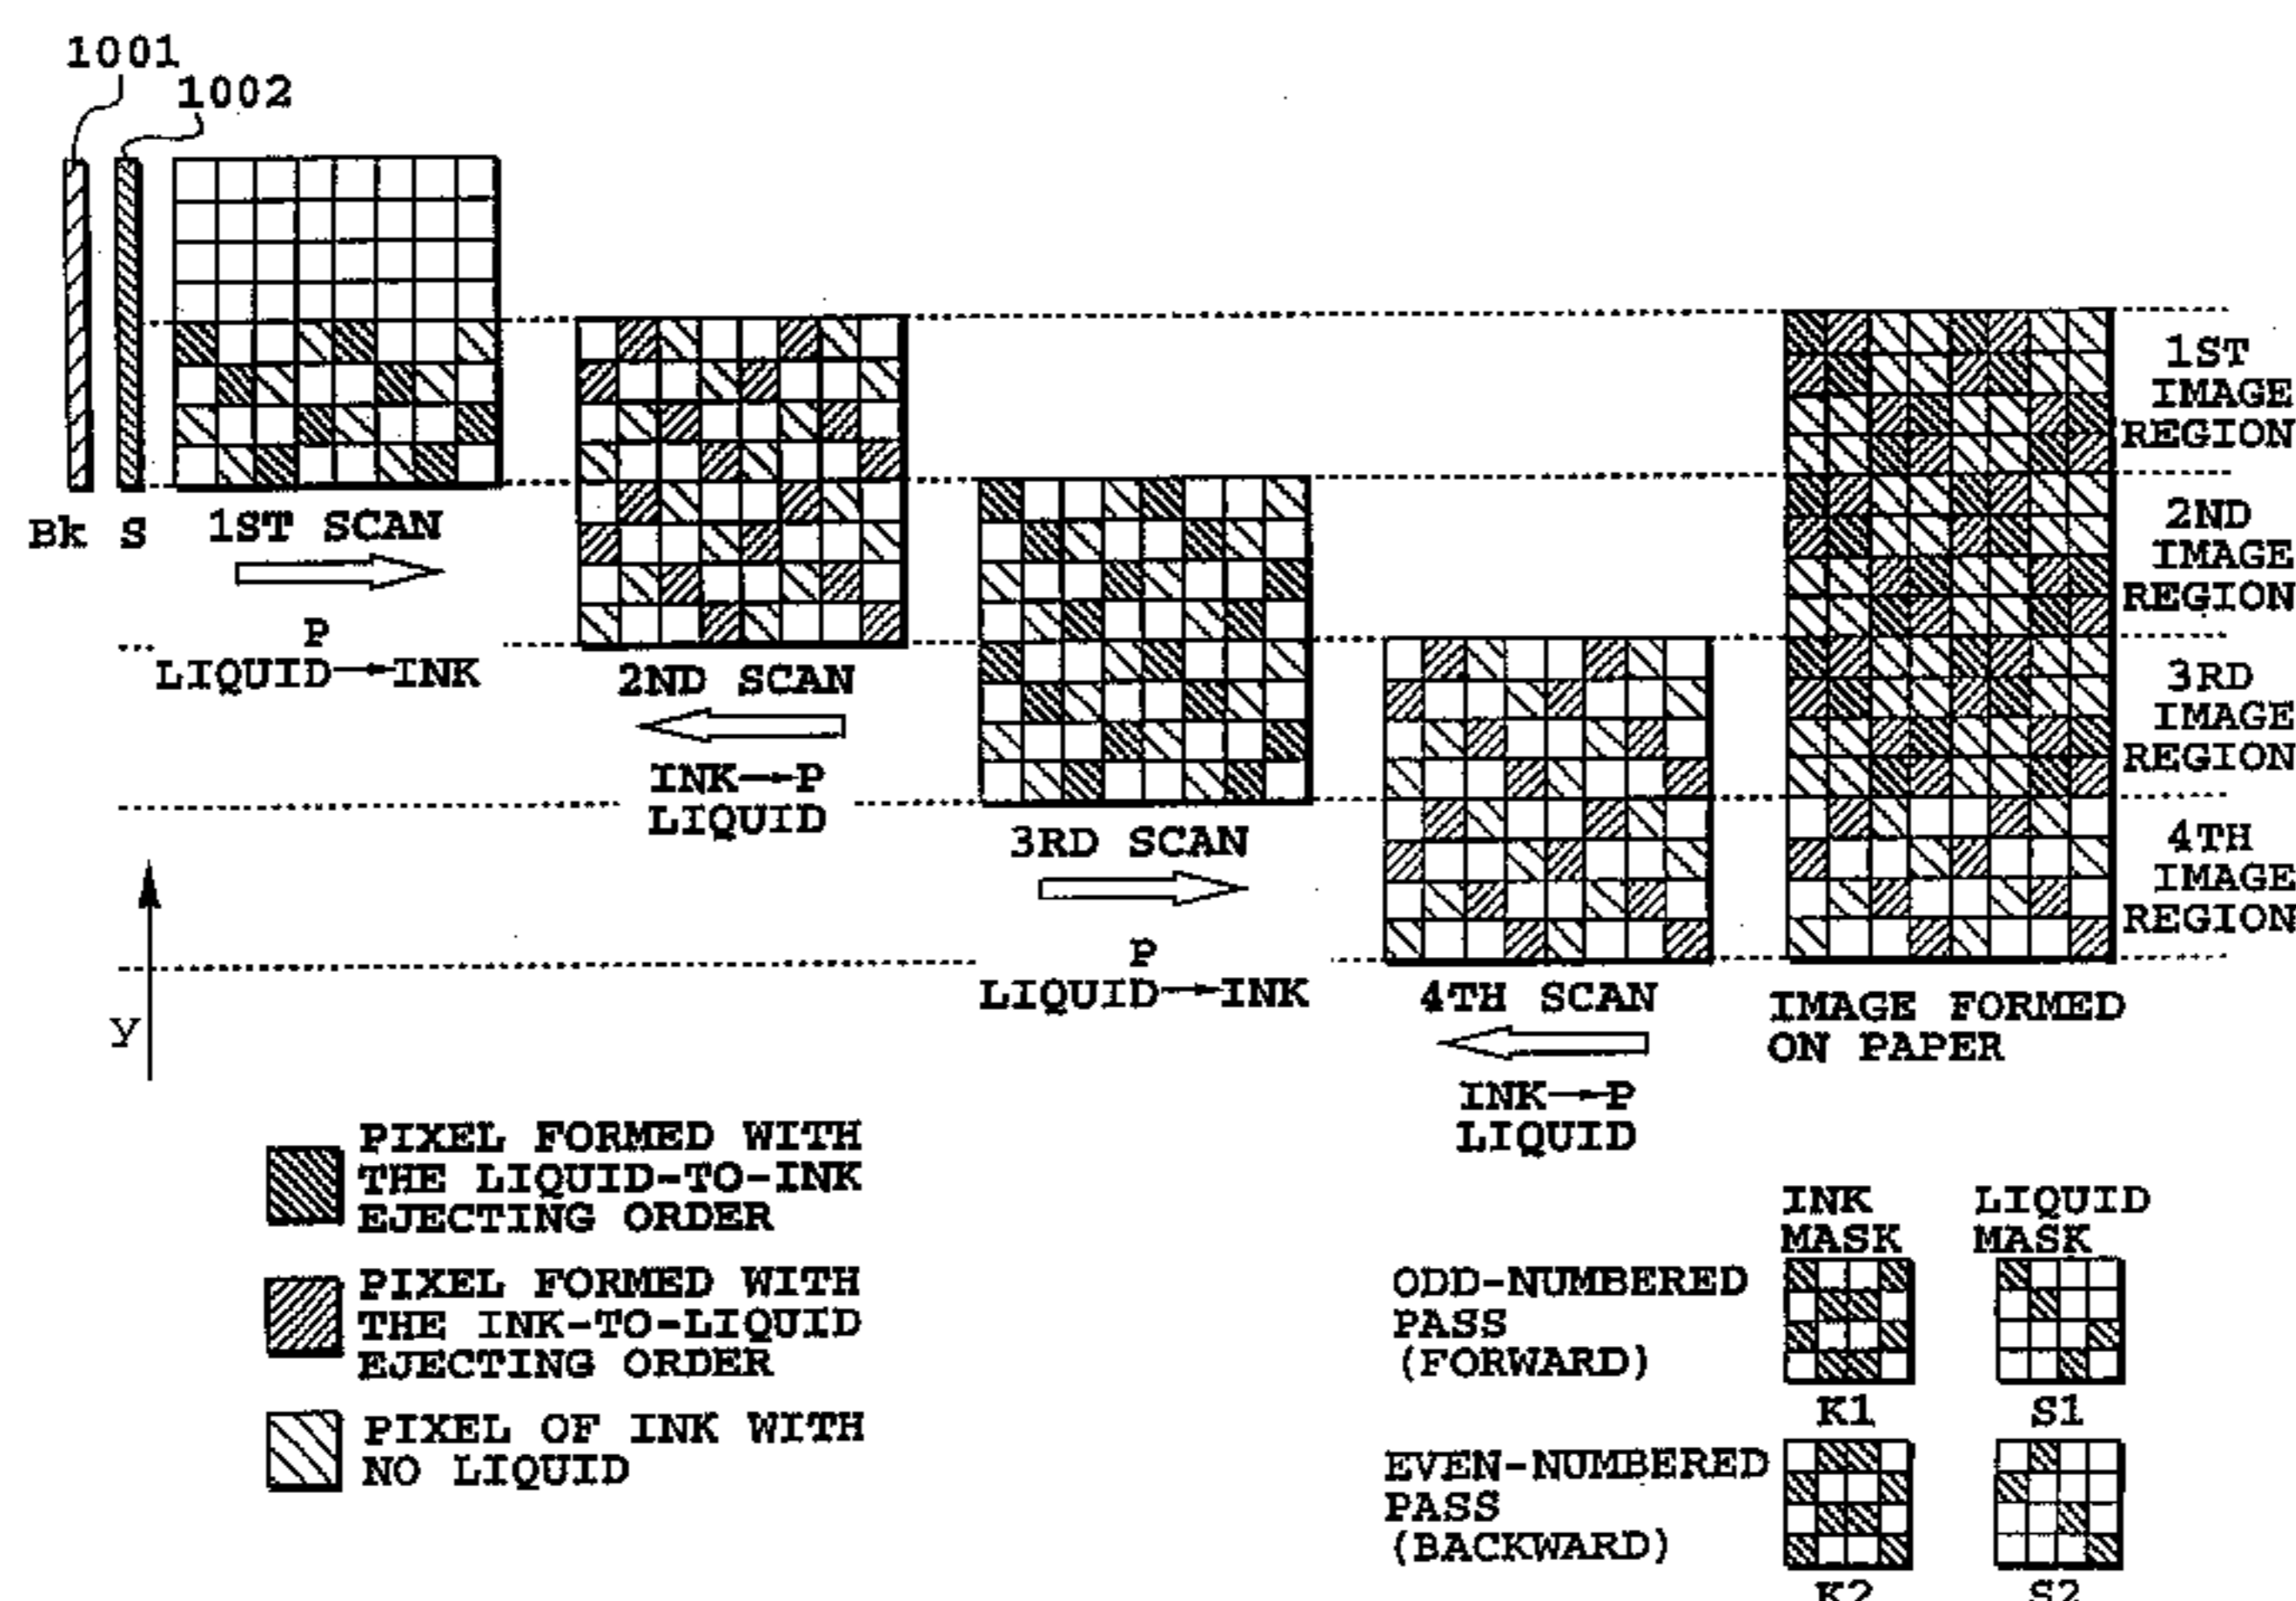 1001
1002
Bk S
1ST SCAN
P
LIQUID→INK
2ND SCAN
INK→P
LIQUID
3RD SCAN
P
LIQUID→INK
4TH SCAN
INK→P
LIQUID
1ST
IMAGE
REGION
2ND
IMAGE
REGION
3RD
IMAGE
REGION
4TH
IMAGE
REGION
IMAGE FORMED
ON PAPER
y
PIXEL FORMED WITH
THE LIQUID-TO-INK
EJECTING ORDER
PIXEL FORMED WITH
THE INK-TO-LIQUID
EJECTING ORDER
PIXEL OF INK WITH
NO LIQUID
INK
MASK
LIQUID
MASK
ODD-NUMBERED
PASS
(FORWARD)
K1
S1
EVEN-NUMBERED
PASS
(BACKWARD)
K2
S2